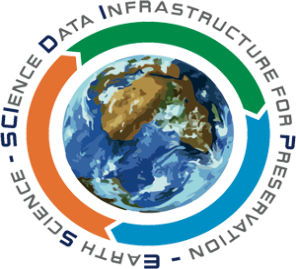 SCIENCE DATA INFRASTRUCTURE FOR PRESERVATION - EARTH SCIENCE -